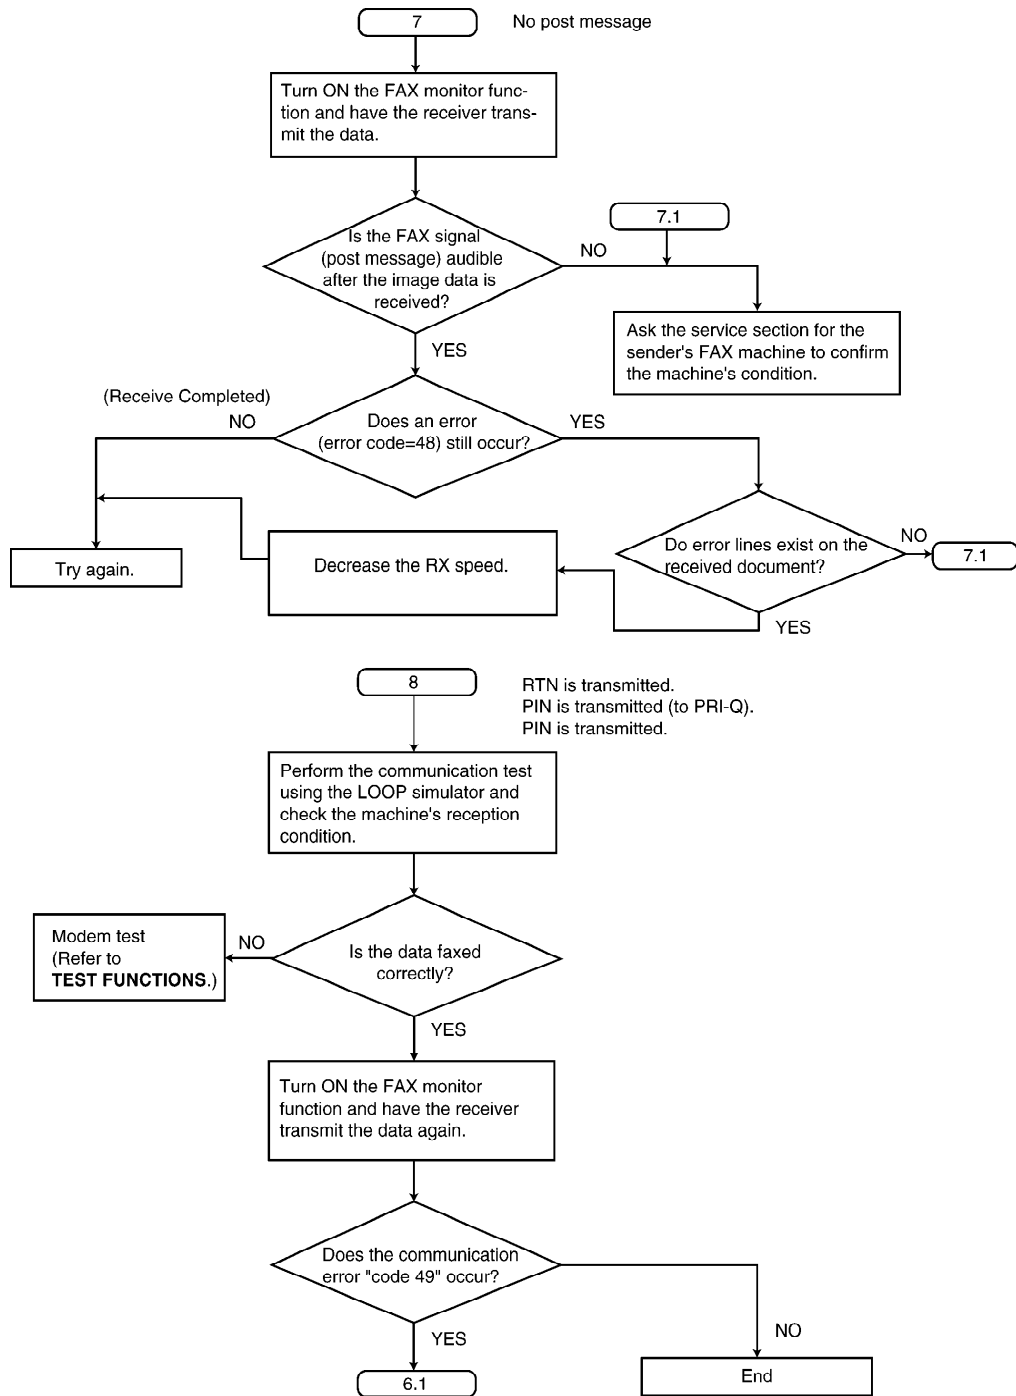 7
No post message
Turn ON the FAX monitor func-
tion and have the receiver trans-
mit the data.
7.1
Is the FAX signal
(post message) audible
after the image data is
received?
NO
Ask the service section for the
sender's FAX machine to confirm
the machine's condition.
YES
(Receive Completed)
NO
Does an error
(error code=48) still occur?
YES
Do error lines exist on the
received document?
NO
7.1
Decrease the RX speed.
Try again.
YES
8
RTN is transmitted.
PIN is transmitted (to PRI-Q).
PIN is transmitted.
Perform the communication test
using the LOOP simulator and
check the machine's reception
condition.
Modem test
(Refer to
TEST FUNCTIONS.)
NO
Is the data faxed
correctly?
YES
Turn ON the FAX monitor
function and have the receiver
transmit the data again.
Does the communication
error "code 49" occur?
NO
YES
6.1
End